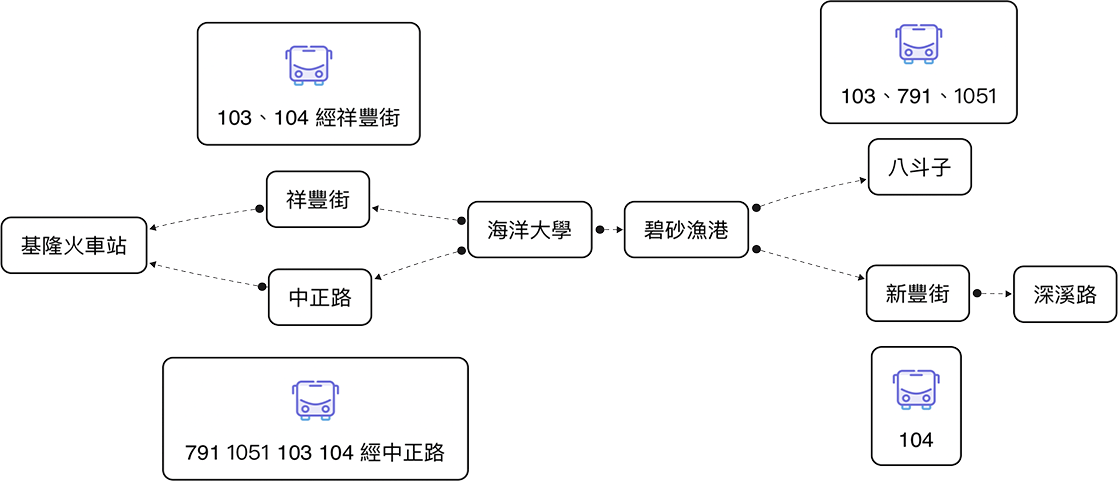 103、104 經祥豐街
103、791、1051
八斗子
祥豐街
海洋大學
碧砂漁港
基隆火車站
中正路
新豐街
深溪路
791 1051 103 104 經中正路
104